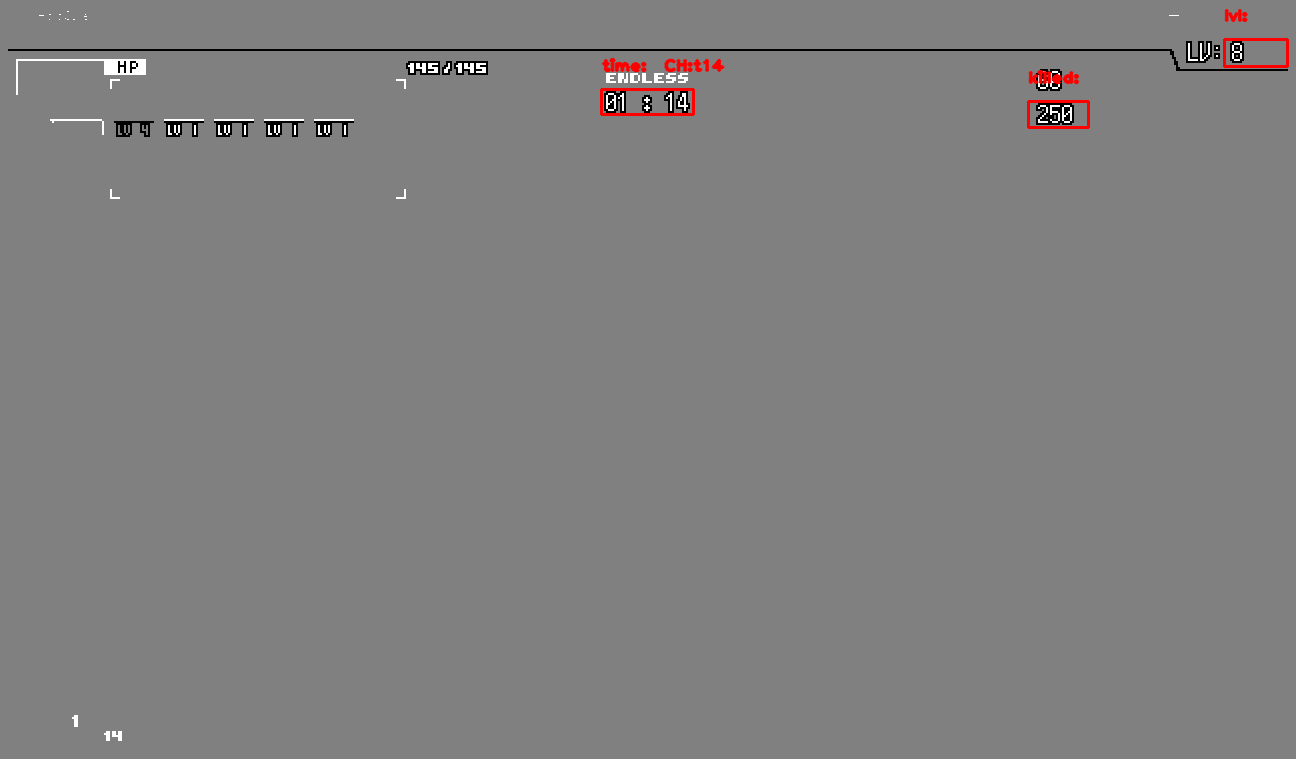 lvl:
LV: 8
HP 145/145
time: CH:t14
ENDLESS
01 : 14
killed:
250
LV 4 LV 1 LV 1 LV 1 LV 1
1
14